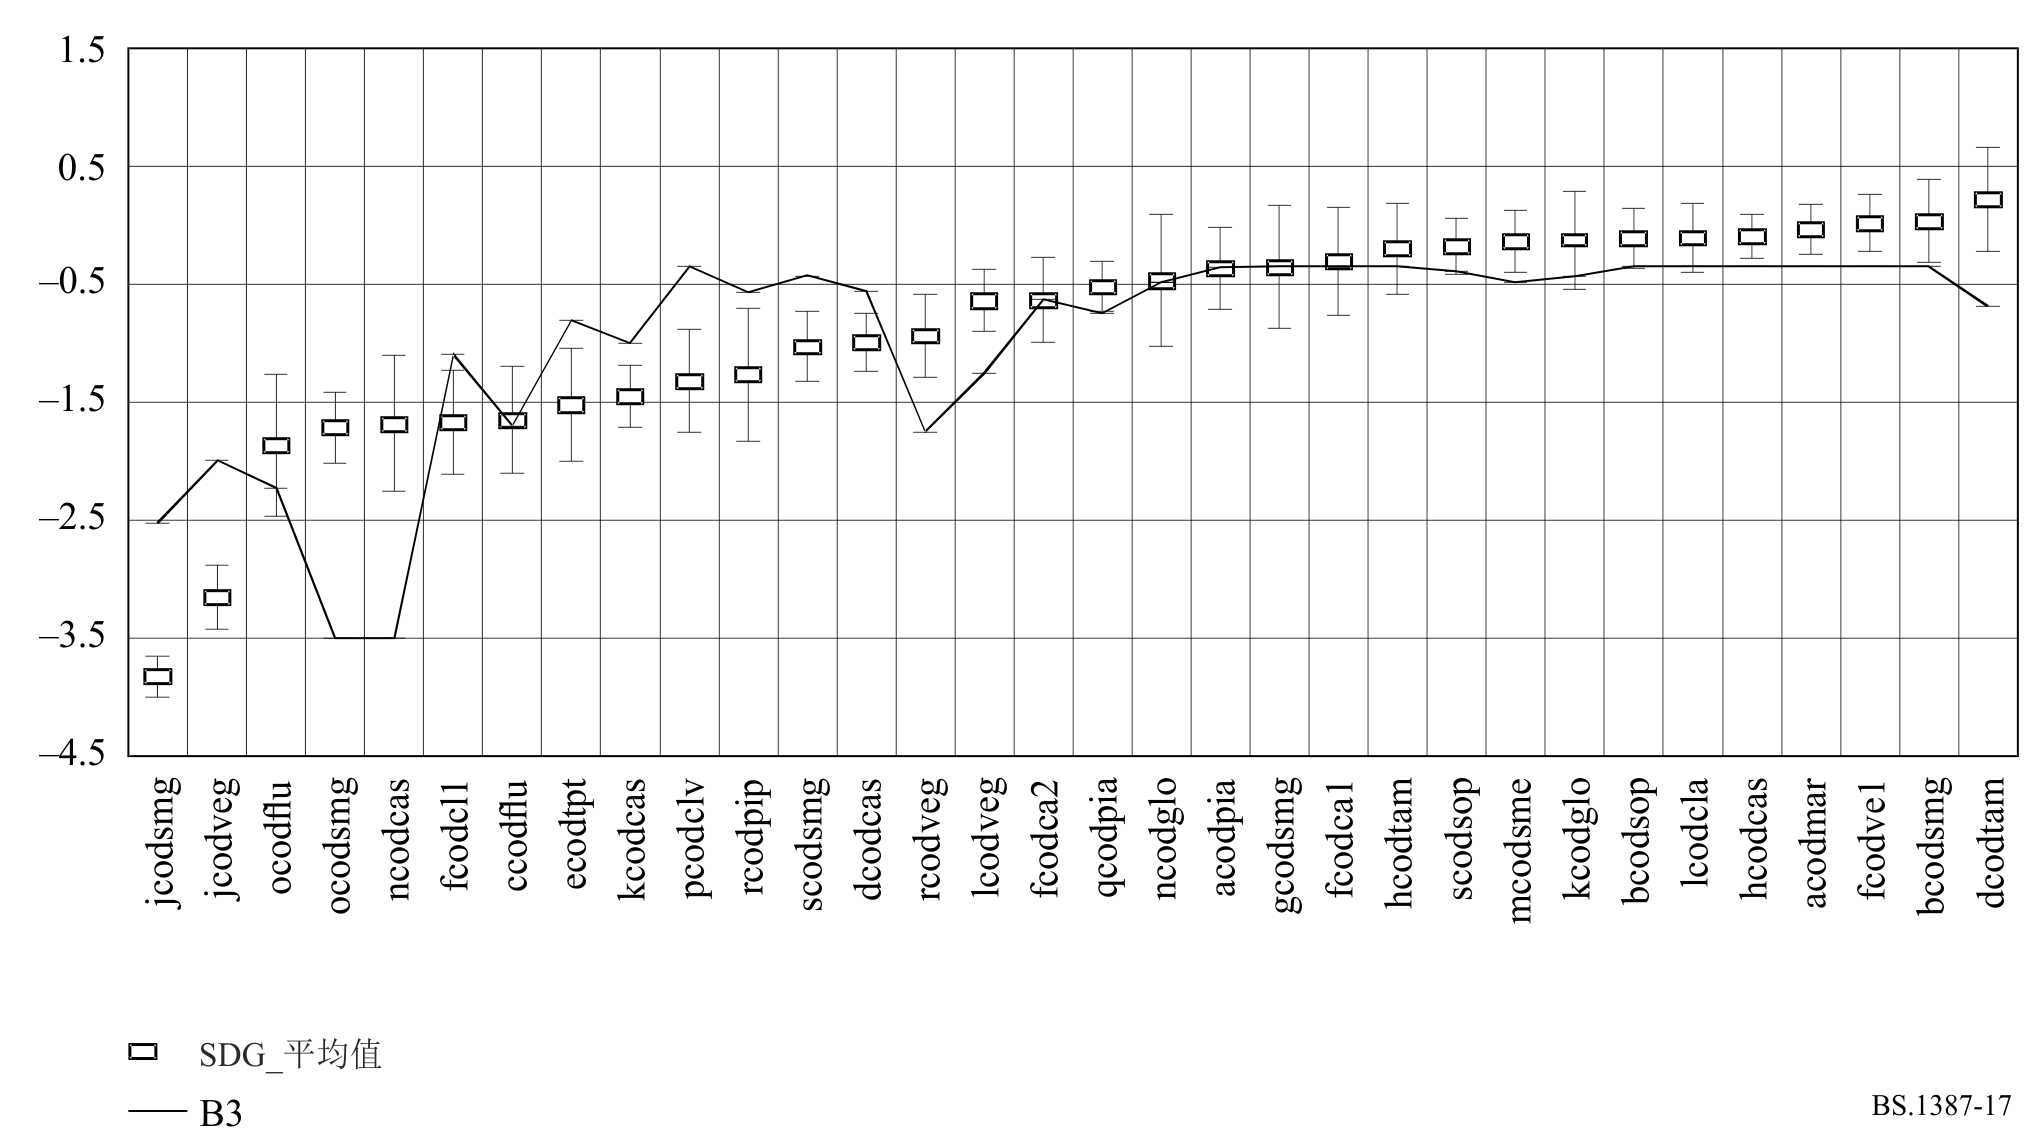 1.5
0.5
–0.5
–1.5
–2.5
–3.5
–4.5
jcodsmg
jcodveg
ocodflu
ocodsmg
ncodcas
fcodcl1
ccodflu
ecodtpt
kcodcas
pcodclv
rcodpip
scodsmg
dcodcas
rcodveg
lcodveg
fcodca2
qcodpia
ncodglo
acodpia
gcodsmg
fcodca1
hcodtam
scodsop
mcodsme
kcodglo
bcodsop
lcodcla
hcodcas
acodmar
fcodve1
bcodsmg
dcodtam
SDG_平均值
B3
BS.1387-17